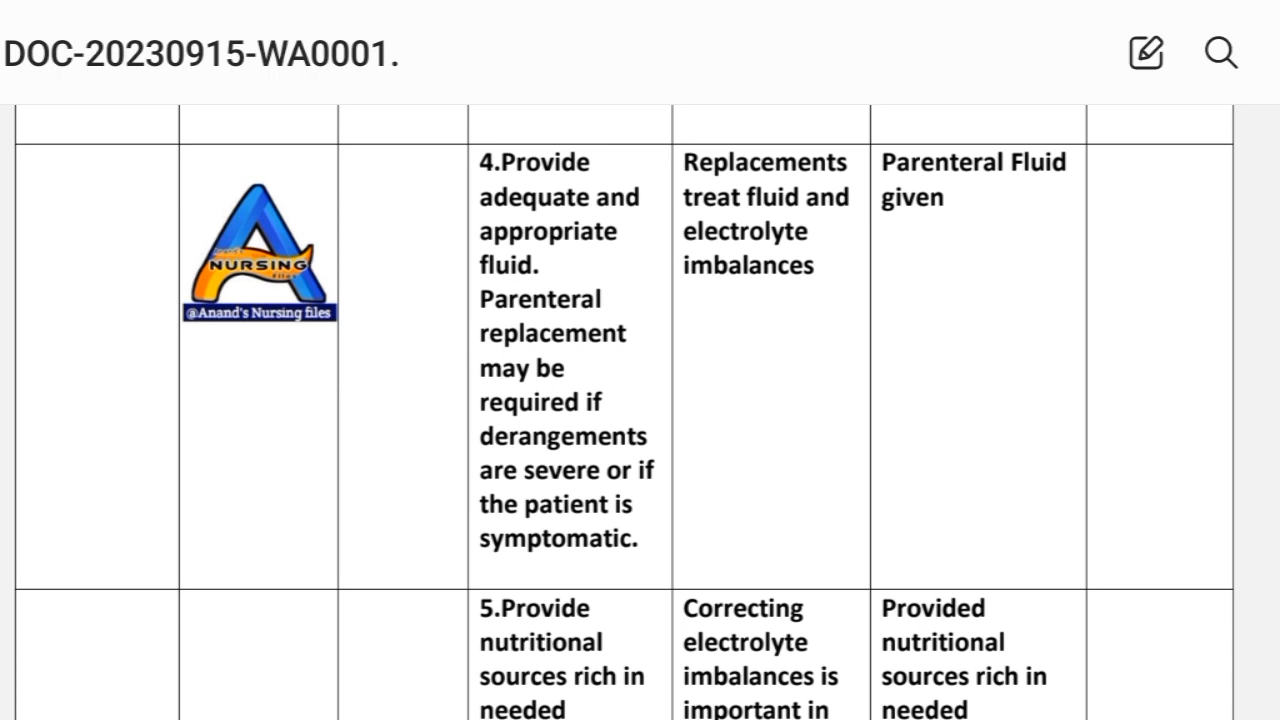 DOC-20230915-WA0001.
4.Provide
adequate and
appropriate
fluid.
Parenteral
replacement
may be
required if
derangements
are severe or if
the patient is
symptomatic.
Replacements
treat fluid and
electrolyte
imbalances
Parenteral Fluid
given
Anand's
NURSING
Files
@Anand's Nursing files
5.Provide
nutritional
sources rich in
needed
Correcting
electrolyte
imbalances is
important in
Provided
nutritional
sources rich in
needed